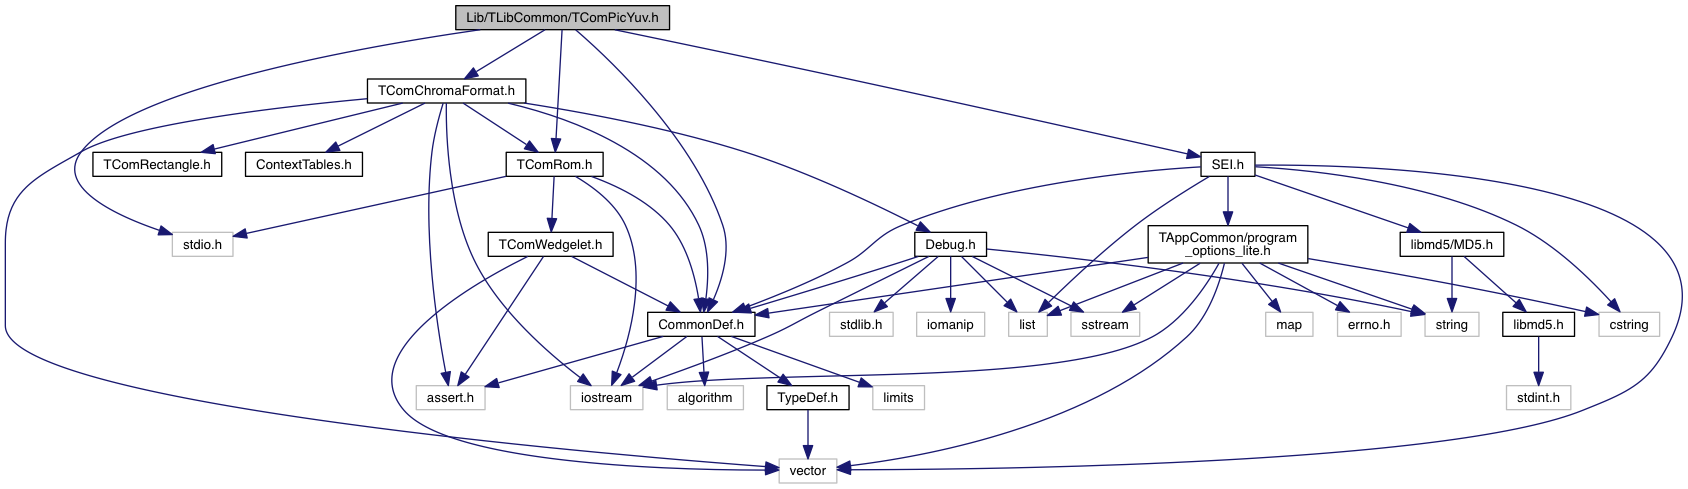 Lib/TLibCommon/TComPicYuv.h
TComChromaFormat.h
TComRectangle.h
ContextTables.h
TComRom.h
SEI.h
stdio.h
TComWedgelet.h
Debug.h
TAppCommon/program
_options_lite.h
libmd5/MD5.h
CommonDef.h
stdlib.h
iomanip
list
sstream
map
errno.h
string
libmd5.h
cstring
assert.h
iostream
algorithm
TypeDef.h
limits
stdint.h
vector